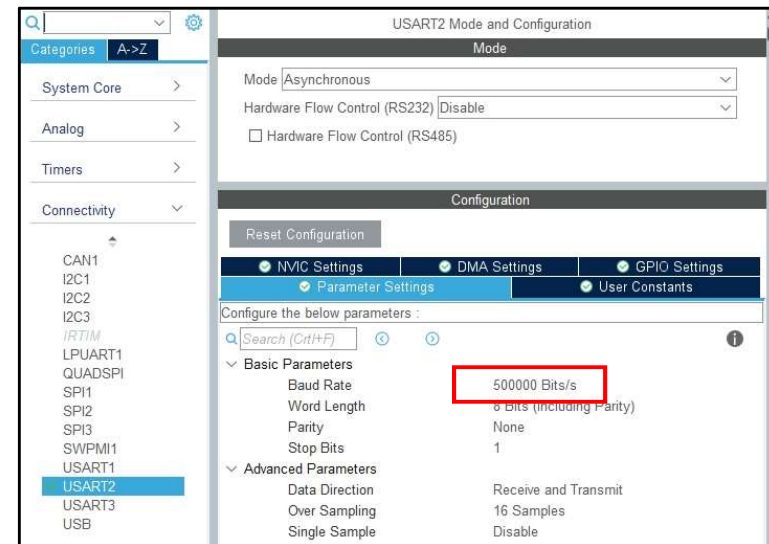 Categories A->Z
System Core
Analog
Timers
Connectivity
CAN1
I2C1
I2C2
I2C3
IRTIM
LPUART1
QUADSPI
SPI1
SPI2
SPI3
SWPMI1
USART1
USART2
USART3
USB
USART2 Mode and Configuration
Mode
Mode Asynchronous
Hardware Flow Control (RS232) Disable
Hardware Flow Control (RS485)
Configuration
Reset Configuration
NVIC Settings DMA Settings GPIO Settings
Parameter Settings User Constants
Configure the below parameters :
Search (Crtl+F)
Basic Parameters
Baud Rate 500000 Bits/s
Word Length 8 Bits (including Parity)
Parity None
Stop Bits 1
Advanced Parameters
Data Direction Receive and Transmit
Over Sampling 16 Samples
Single Sample Disable